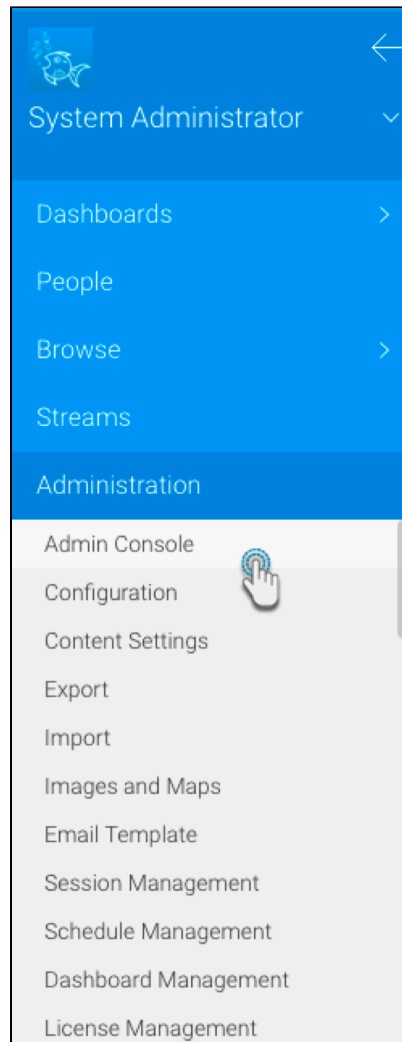 System Administrator
Dashboards
People
Browse
Streams
Administration
Admin Console
Configuration
Content Settings
Export
Import
Images and Maps
Email Template
Session Management
Schedule Management
Dashboard Management
License Management